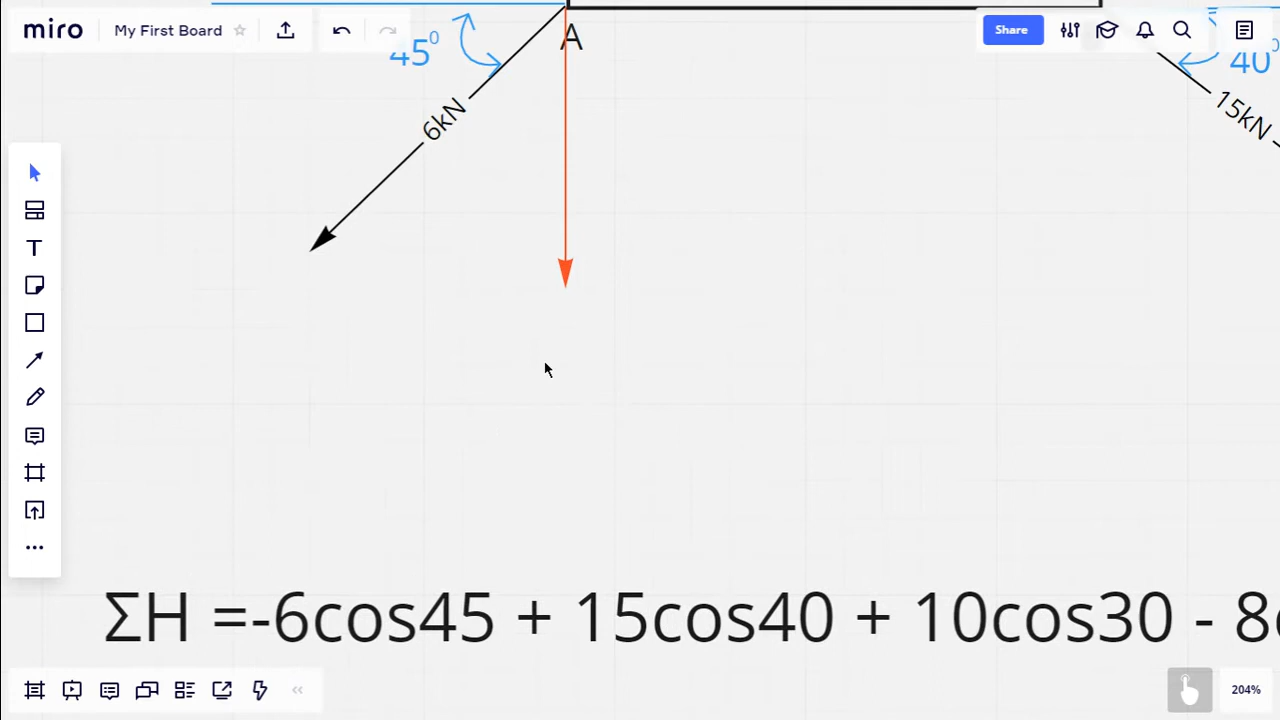 miro My First Board Share
A
45⁰
40⁰
6kN
15kN
T
ΣH =-6cos45 + 15cos40 + 10cos30 - 8
204%